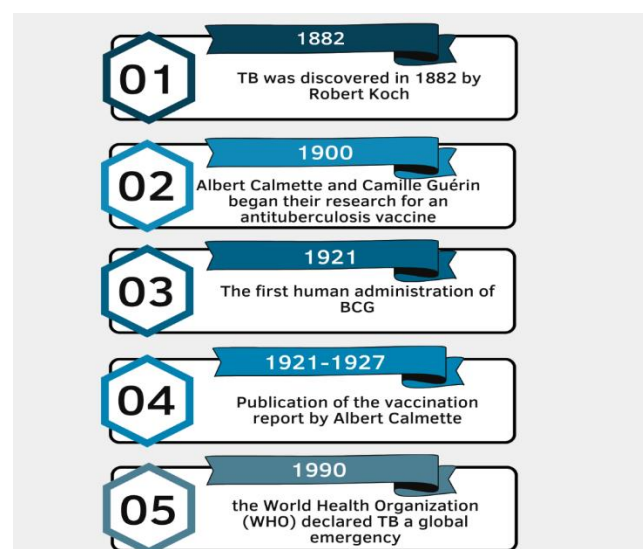 1882
01
TB was discovered in 1882 by
Robert Koch
1900
02
Albert Calmette and Camille Guérin
began their research for an
antituberculosis vaccine
1921
03
The first human administration of
BCG
1921-1927
04
Publication of the vaccination
report by Albert Calmette
1990
05
the World Health Organization
(WHO) declared TB a global
emergency